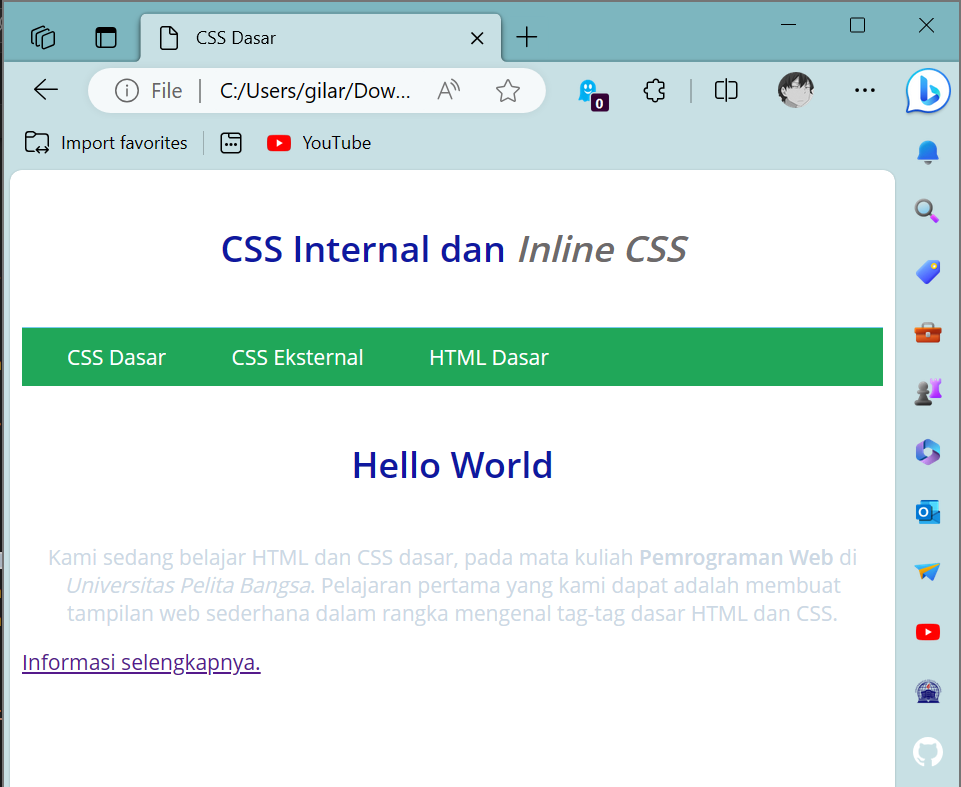 CSS Dasar
File
C:/Users/gilar/Dow...
0
Import favorites
YouTube
CSS Internal dan Inline CSS
CSS Dasar
CSS Eksternal
HTML Dasar
Hello World
Kami sedang belajar HTML dan CSS dasar, pada mata kuliah Pemrograman Web di
Universitas Pelita Bangsa. Pelajaran pertama yang kami dapat adalah membuat
tampilan web sederhana dalam rangka mengenal tag-tag dasar HTML dan CSS.
Informasi selengkapnya.